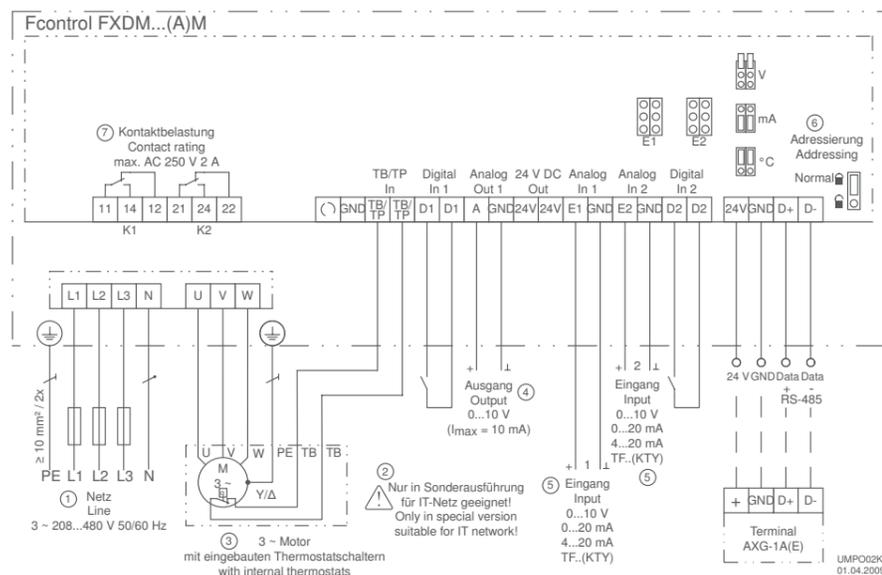 Fcontrol FXDM...(A)M
V
mA
°C
E1 E2
⑥
Adressierung
Addressing
Normal
⑦ Kontaktbelastung
Contact rating
max. AC 250 V 2 A
TB/TP In
Digital In 1
Analog Out 1
24 V DC Out
Analog In 1
Analog In 2
Digital In 2
11 14 12 21 24 22
K1 K2
GND TB/TP TB/TP D1 D1 A GND 24V 24V E1 GND E2 GND D2 D2
24V GND D+ D-
L1 L2 L3 N U V W
≥ 10 mm² / 2x
PE L1 L2 L3 N
① Netz
Line
3 ~ 208...480 V 50/60 Hz
U V W PE TB TB
M
3 ~
Y/Δ
③ 3 ~ Motor
mit eingebauten Thermostatschaltern
with internal thermostats
②
Nur in Sonderausführung
für IT-Netz geeignet!
Only in special version
suitable for IT network!
+ ⊥
Ausgang ④
Output
0...10 V
(Imax = 10 mA)
+ 1 ⊥
⑤ Eingang
Input
0...10 V
0...20 mA
4...20 mA
TF..(KTY)
+ 2 ⊥
Eingang
Input
0...10 V
0...20 mA
4...20 mA
TF..(KTY)
⑤
24 V GND Data Data
+ -
RS-485
+ GND D+ D-
Terminal
AXG-1A(E)
UMPO02K
01.04.2009